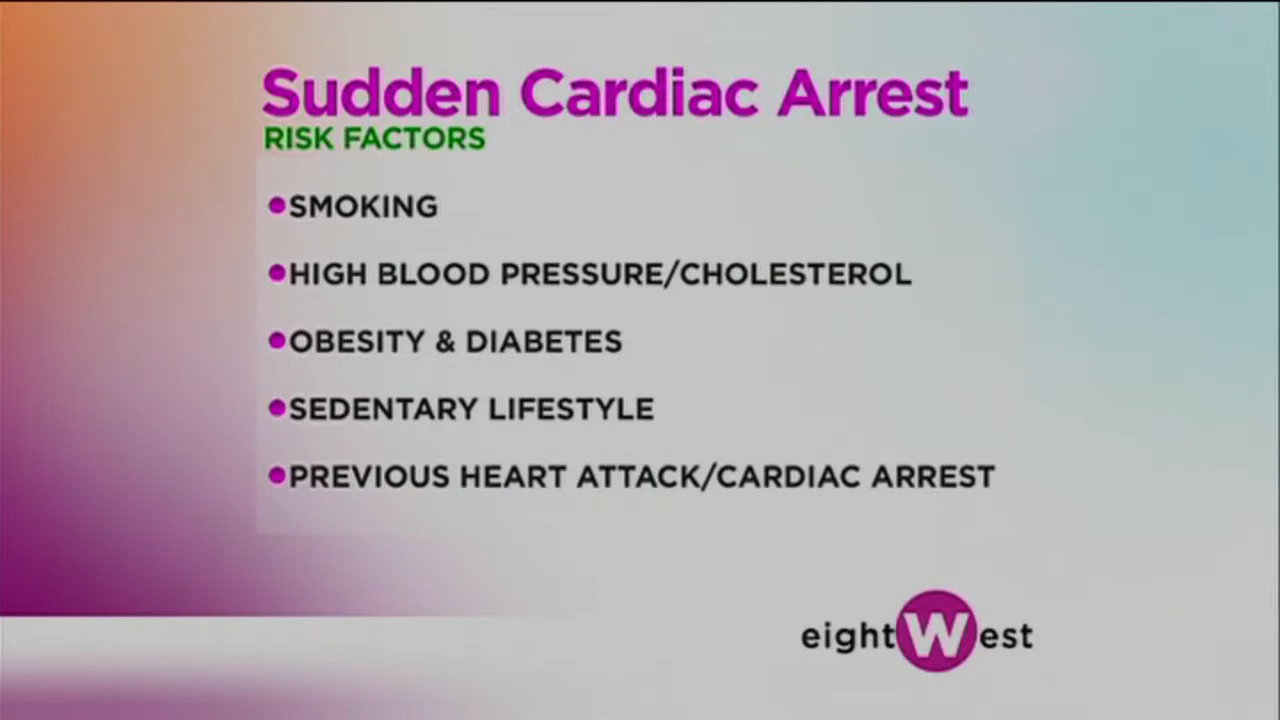 Sudden Cardiac Arrest
RISK FACTORS
SMOKING
HIGH BLOOD PRESSURE/CHOLESTEROL
OBESITY & DIABETES
SEDENTARY LIFESTYLE
PREVIOUS HEART ATTACK/CARDIAC ARREST
eightWest